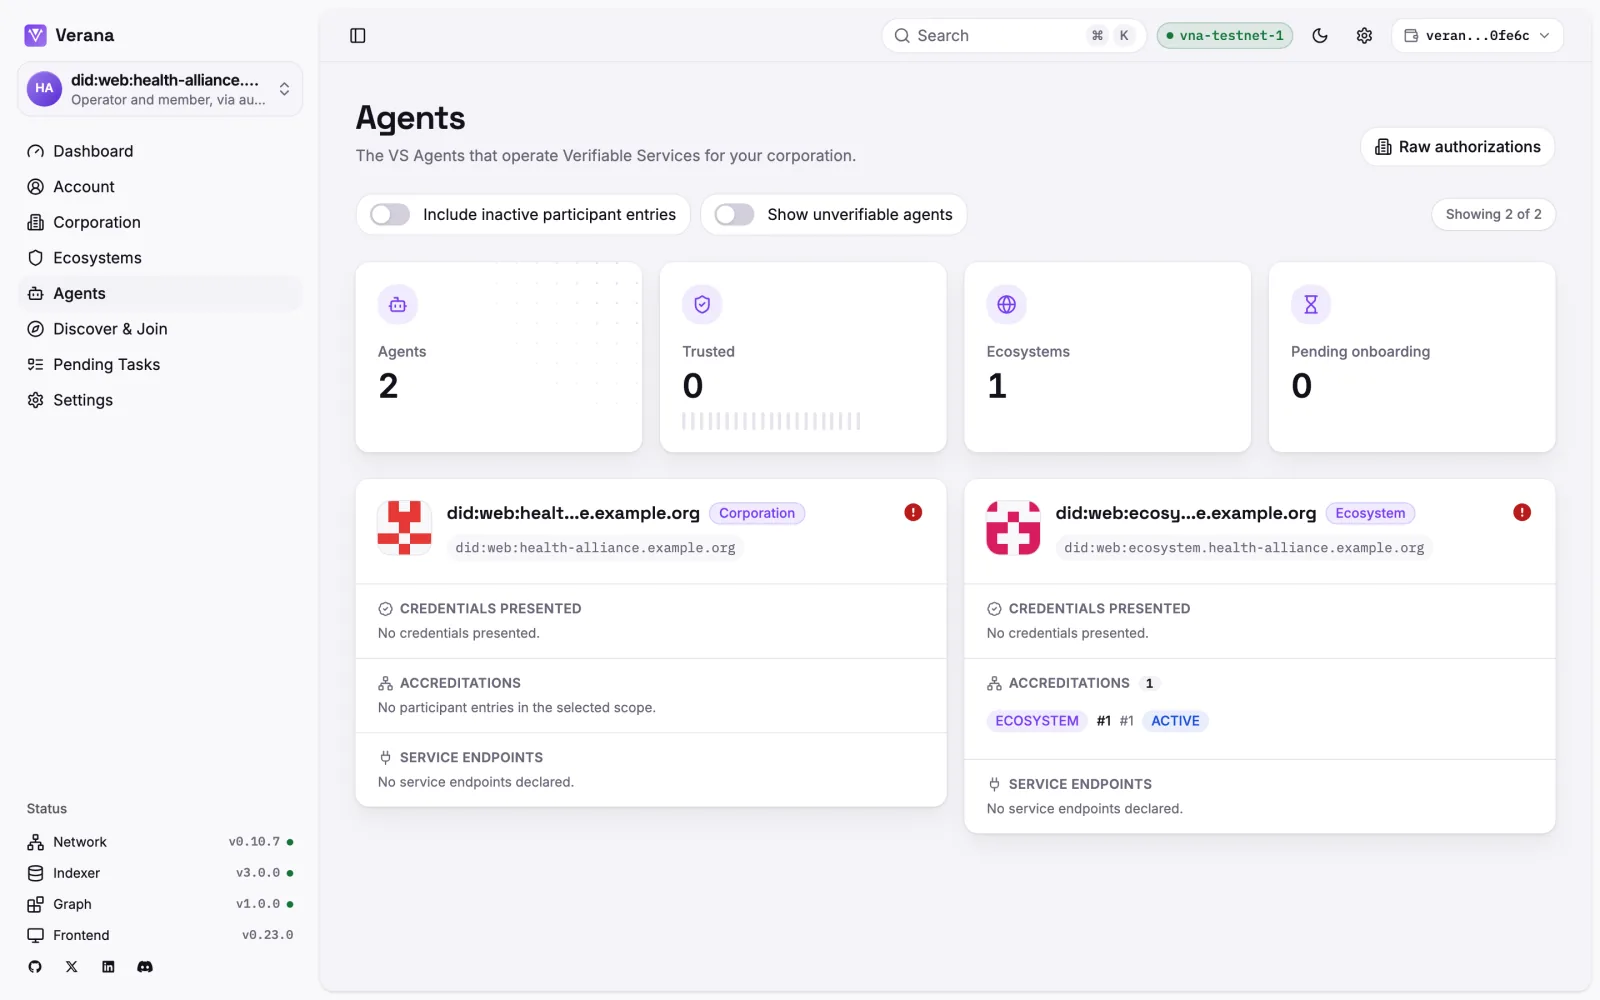 Verana
HA
did:web:health-alliance....
Operator and member, via au...
Dashboard
Account
Corporation
Ecosystems
Agents
Discover & Join
Pending Tasks
Settings
Status
Network v0.10.7
Indexer v3.0.0
Graph v1.0.0
Frontend v0.23.0
Search ⌘ K
vna-testnet-1
veran...0fe6c
Agents
The VS Agents that operate Verifiable Services for your corporation.
Raw authorizations
Include inactive participant entries
Show unverifiable agents
Showing 2 of 2
Agents
2
Trusted
0
Ecosystems
1
Pending onboarding
0
did:web:healt...e.example.org Corporation
did:web:health-alliance.example.org
CREDENTIALS PRESENTED
No credentials presented.
ACCREDITATIONS
No participant entries in the selected scope.
SERVICE ENDPOINTS
No service endpoints declared.
did:web:ecosy...e.example.org Ecosystem
did:web:ecosystem.health-alliance.example.org
CREDENTIALS PRESENTED
No credentials presented.
ACCREDITATIONS 1
ECOSYSTEM #1 #1 ACTIVE
SERVICE ENDPOINTS
No service endpoints declared.